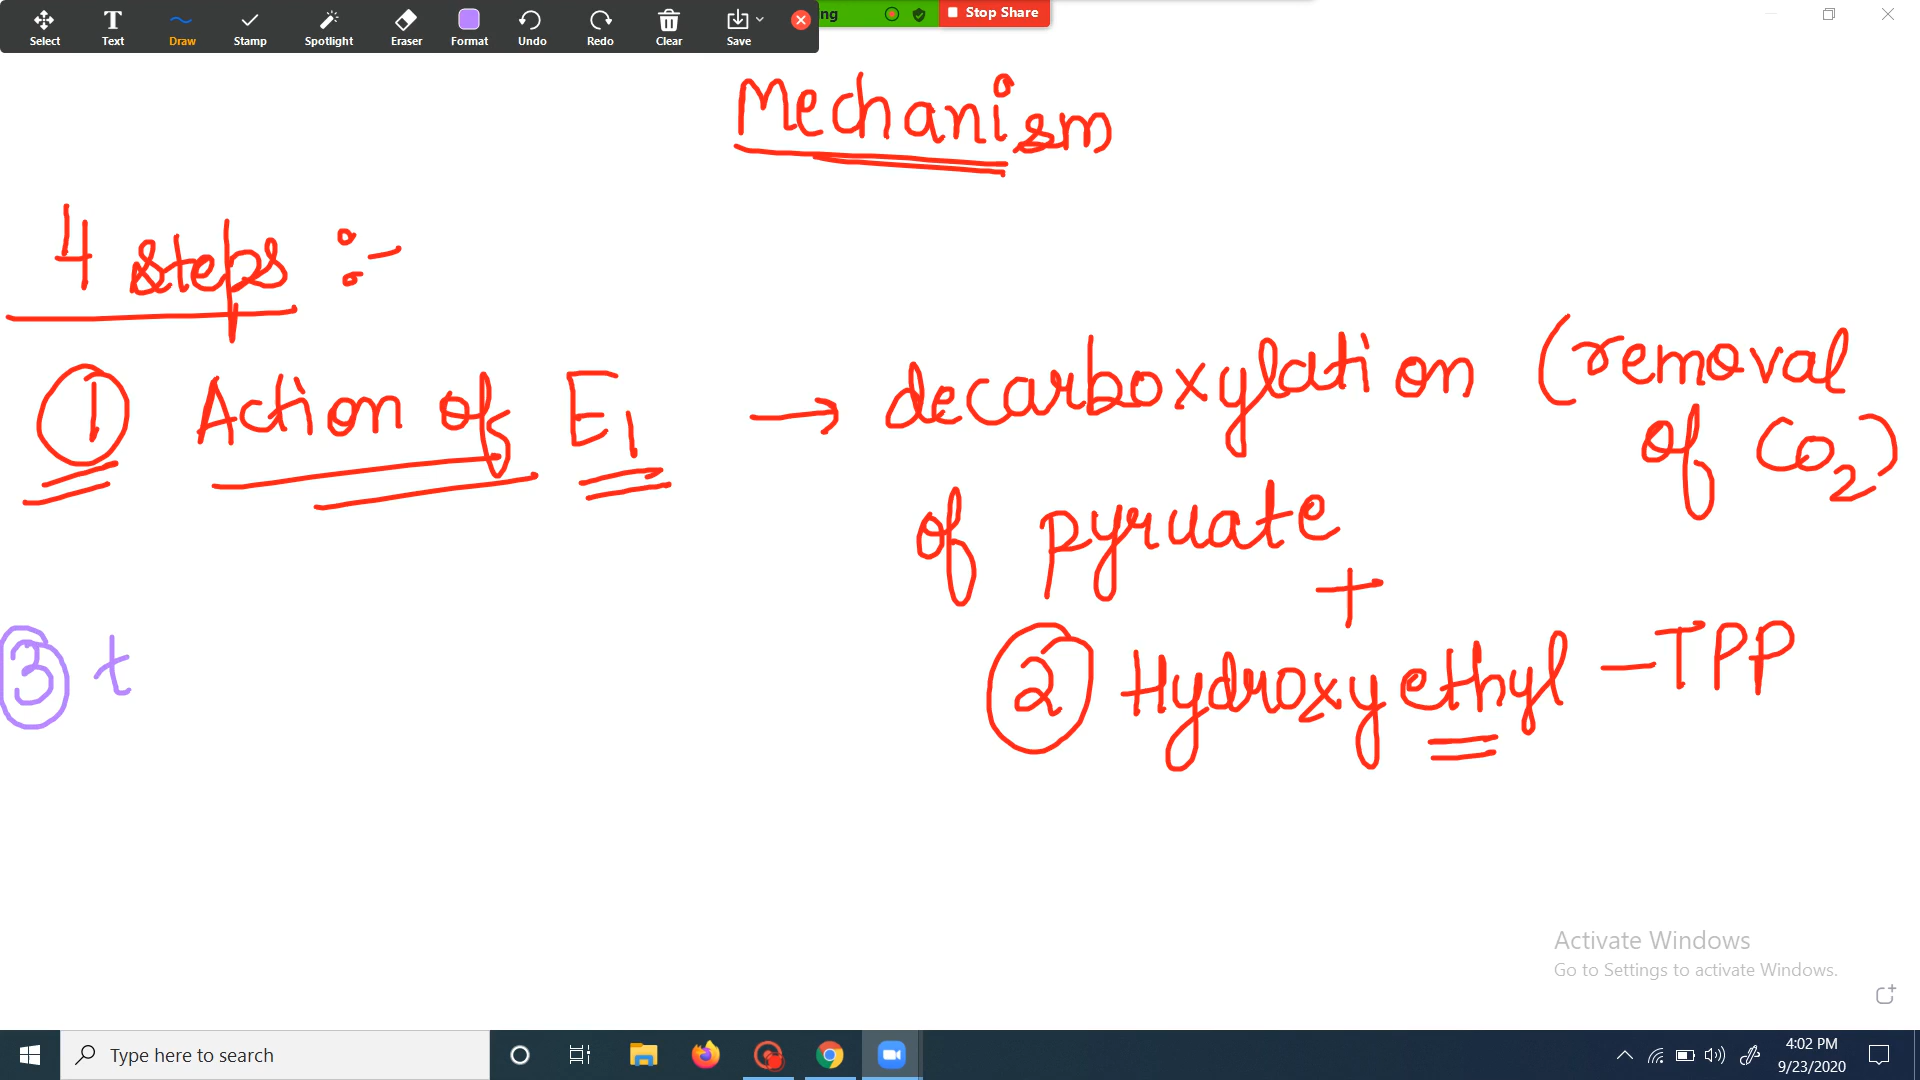 Select Text Draw Stamp Spotlight Eraser Format Undo Redo Clear Save
ng Stop Share
Mechanism
4 steps :-
1 Action of E1 → decarboxylation (removal
of CO2)
of pyruate
+
2 Hydroxyethyl - TPP
3 t
Activate Windows
Go to Settings to activate Windows.
Type here to search
4:02 PM
9/23/2020